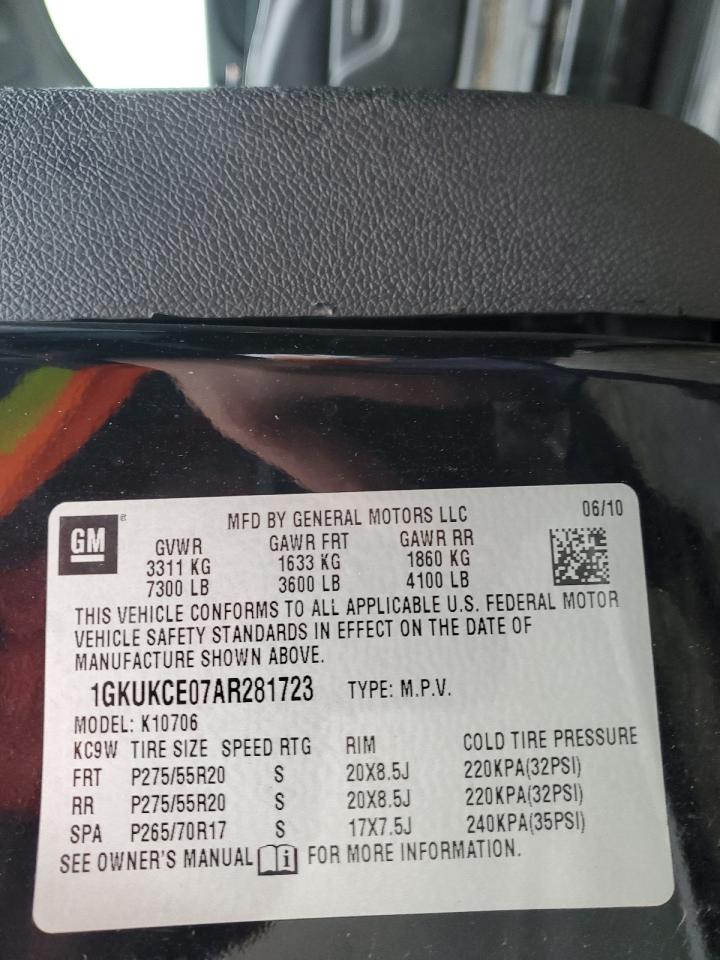 GM
MFD BY GENERAL MOTORS LLC 06/10
GVWR GAWR FRT GAWR RR
3311 KG 1633 KG 1860 KG
7300 LB 3600 LB 4100 LB
THIS VEHICLE CONFORMS TO ALL APPLICABLE U.S. FEDERAL MOTOR
VEHICLE SAFETY STANDARDS IN EFFECT ON THE DATE OF
MANUFACTURE SHOWN ABOVE.
1GKUKCE07AR281723 TYPE: M.P.V.
MODEL: K10706
KC9W TIRE SIZE SPEED RTG RIM COLD TIRE PRESSURE
FRT P275/55R20 S 20X8.5J 220KPA(32PSI)
RR P275/55R20 S 20X8.5J 220KPA(32PSI)
SPA P265/70R17 S 17X7.5J 240KPA(35PSI)
SEE OWNER'S MANUAL i FOR MORE INFORMATION.